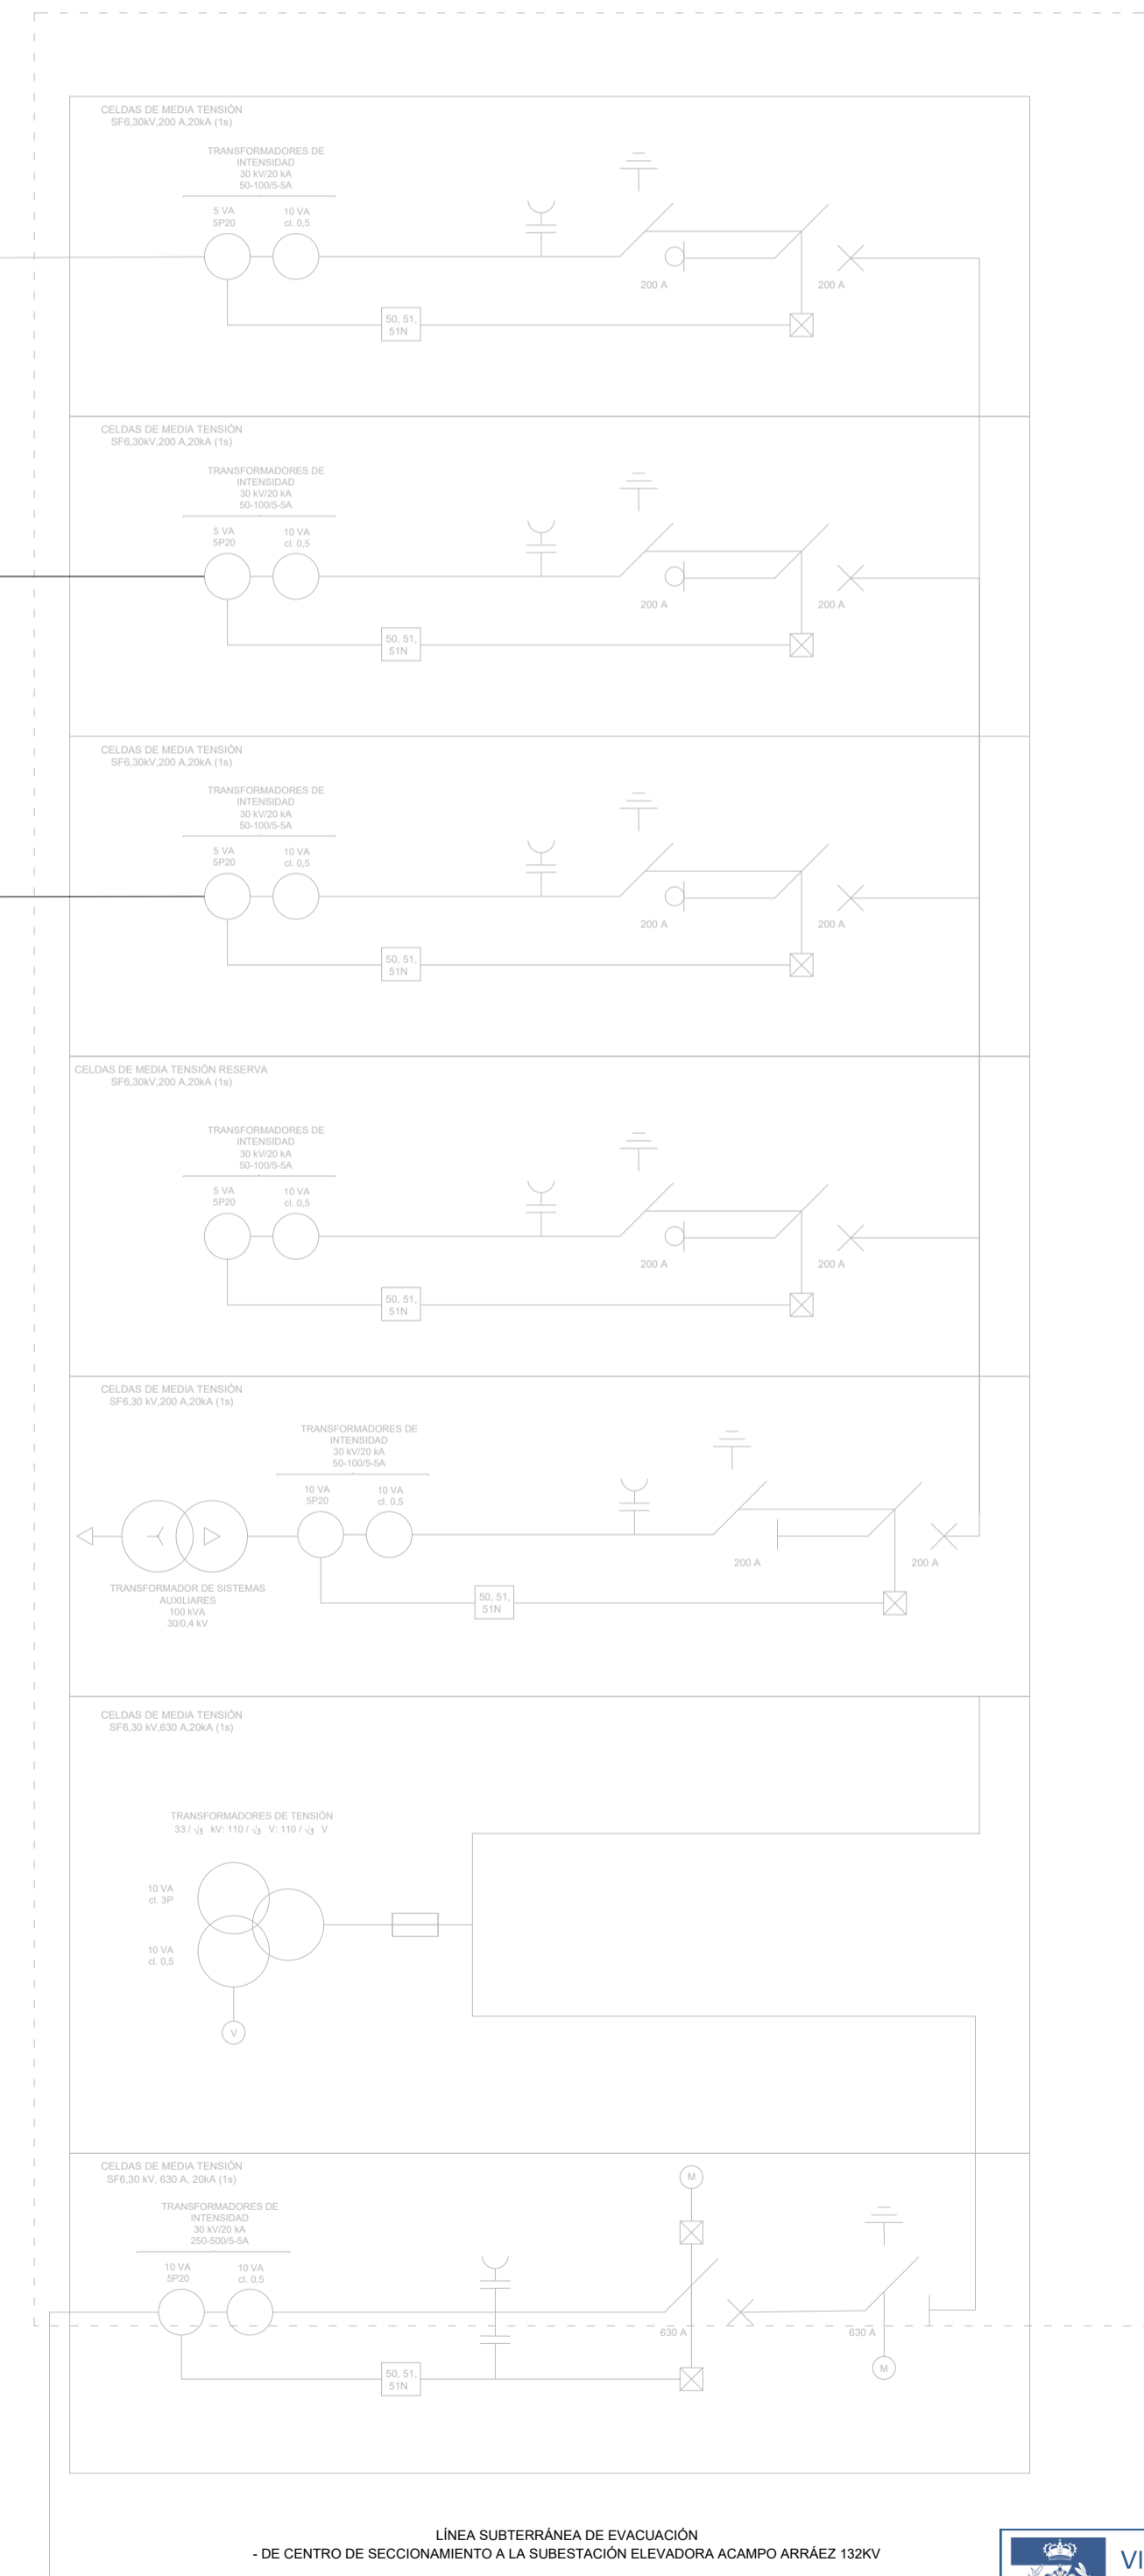 CELDAS DE MEDIA TENSIÓN
SF6,30kV,200 A,20kA (1s)
TRANSFORMADORES DE
INTENSIDAD
30 kV/20 kA
50-100/5-5A
5 VA
5P20
10 VA
cl. 0,5
200 A
200 A
50, 51,
51N
CELDAS DE MEDIA TENSIÓN
SF6,30kV,200 A,20kA (1s)
TRANSFORMADORES DE
INTENSIDAD
30 kV/20 kA
50-100/5-5A
5 VA
5P20
10 VA
cl. 0,5
200 A
200 A
50, 51,
51N
CELDAS DE MEDIA TENSIÓN
SF6,30kV,200 A,20kA (1s)
TRANSFORMADORES DE
INTENSIDAD
30 kV/20 kA
50-100/5-5A
5 VA
5P20
10 VA
cl. 0,5
200 A
200 A
50, 51,
51N
CELDAS DE MEDIA TENSIÓN RESERVA
SF6,30kV,200 A,20kA (1s)
TRANSFORMADORES DE
INTENSIDAD
30 kV/20 kA
50-100/5-5A
5 VA
5P20
10 VA
cl. 0,5
200 A
200 A
50, 51,
51N
CELDAS DE MEDIA TENSIÓN
SF6,30 kV,200 A,20kA (1s)
TRANSFORMADORES DE
INTENSIDAD
30 kV/20 kA
50-100/5-5A
10 VA
5P20
10 VA
cl. 0,5
200 A
200 A
TRANSFORMADOR DE SISTEMAS
AUXILIARES
100 kVA
30/0,4 kV
50, 51,
51N
CELDAS DE MEDIA TENSIÓN
SF6,30 kV,630 A,20kA (1s)
TRANSFORMADORES DE TENSIÓN
33 / √3 kV: 110 / √3 V: 110 / √3 V
10 VA
cl. 3P
10 VA
cl. 0,5
V
CELDAS DE MEDIA TENSIÓN
SF6,30 kV, 630 A, 20kA (1s)
M
TRANSFORMADORES DE
INTENSIDAD
30 kV/20 kA
250-500/5-5A
10 VA
5P20
10 VA
cl. 0,5
630 A
630 A
M
50, 51,
51N
LÍNEA SUBTERRÁNEA DE EVACUACIÓN
- DE CENTRO DE SECCIONAMIENTO A LA SUBESTACIÓN ELEVADORA ACAMPO ARRÁEZ 132KV
VI